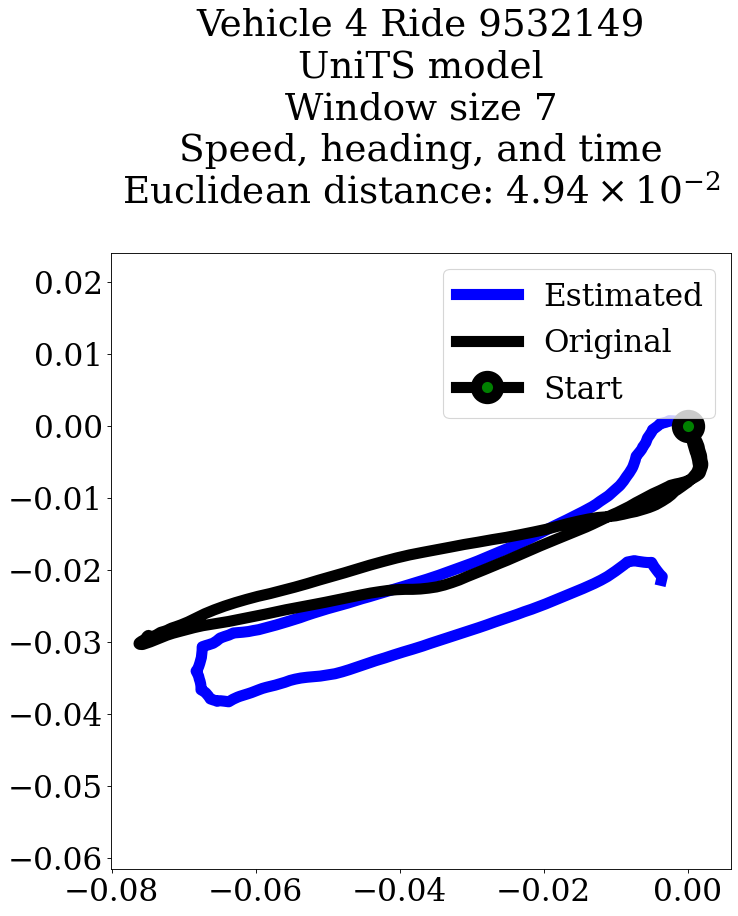 Vehicle 4 Ride 9532149
UniTS model
Window size 7
Speed, heading, and time
Euclidean distance: 4.94 × 10⁻²
Estimated
Original
Start
0.02
0.01
0.00
−0.01
−0.02
−0.03
−0.04
−0.05
−0.06
−0.08 −0.06 −0.04 −0.02 0.00